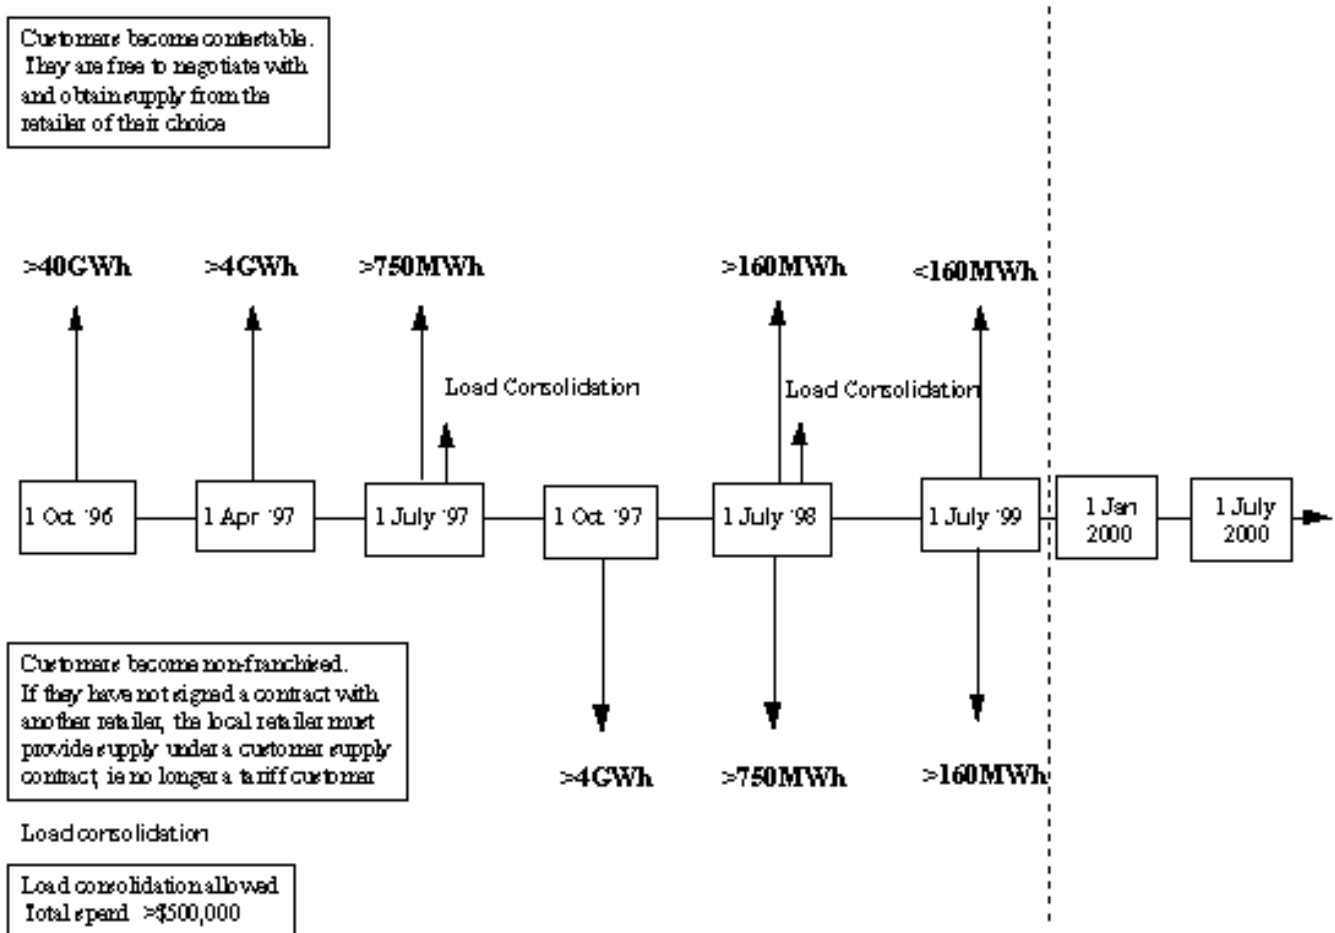 Customers become contestable.
They are free to negotiate with
and obtain supply from the
retailer of their choice
>40GWh
>4GWh
>750MWh
>160MWh
<160MWh
Load Consolidation
Load Consolidation
1 Oct '96
1 Apr '97
1 July '97
1 Oct '97
1 July '98
1 July '99
1 Jan
2000
1 July
2000
Customers become non-franchised.
If they have not signed a contract with
another retailer, the local retailer must
provide supply under a customer supply
contract, ie no longer a tariff customer
>4GWh
>750MWh
>160MWh
Load consolidation
Load consolidation allowed
Total spend >$500,000